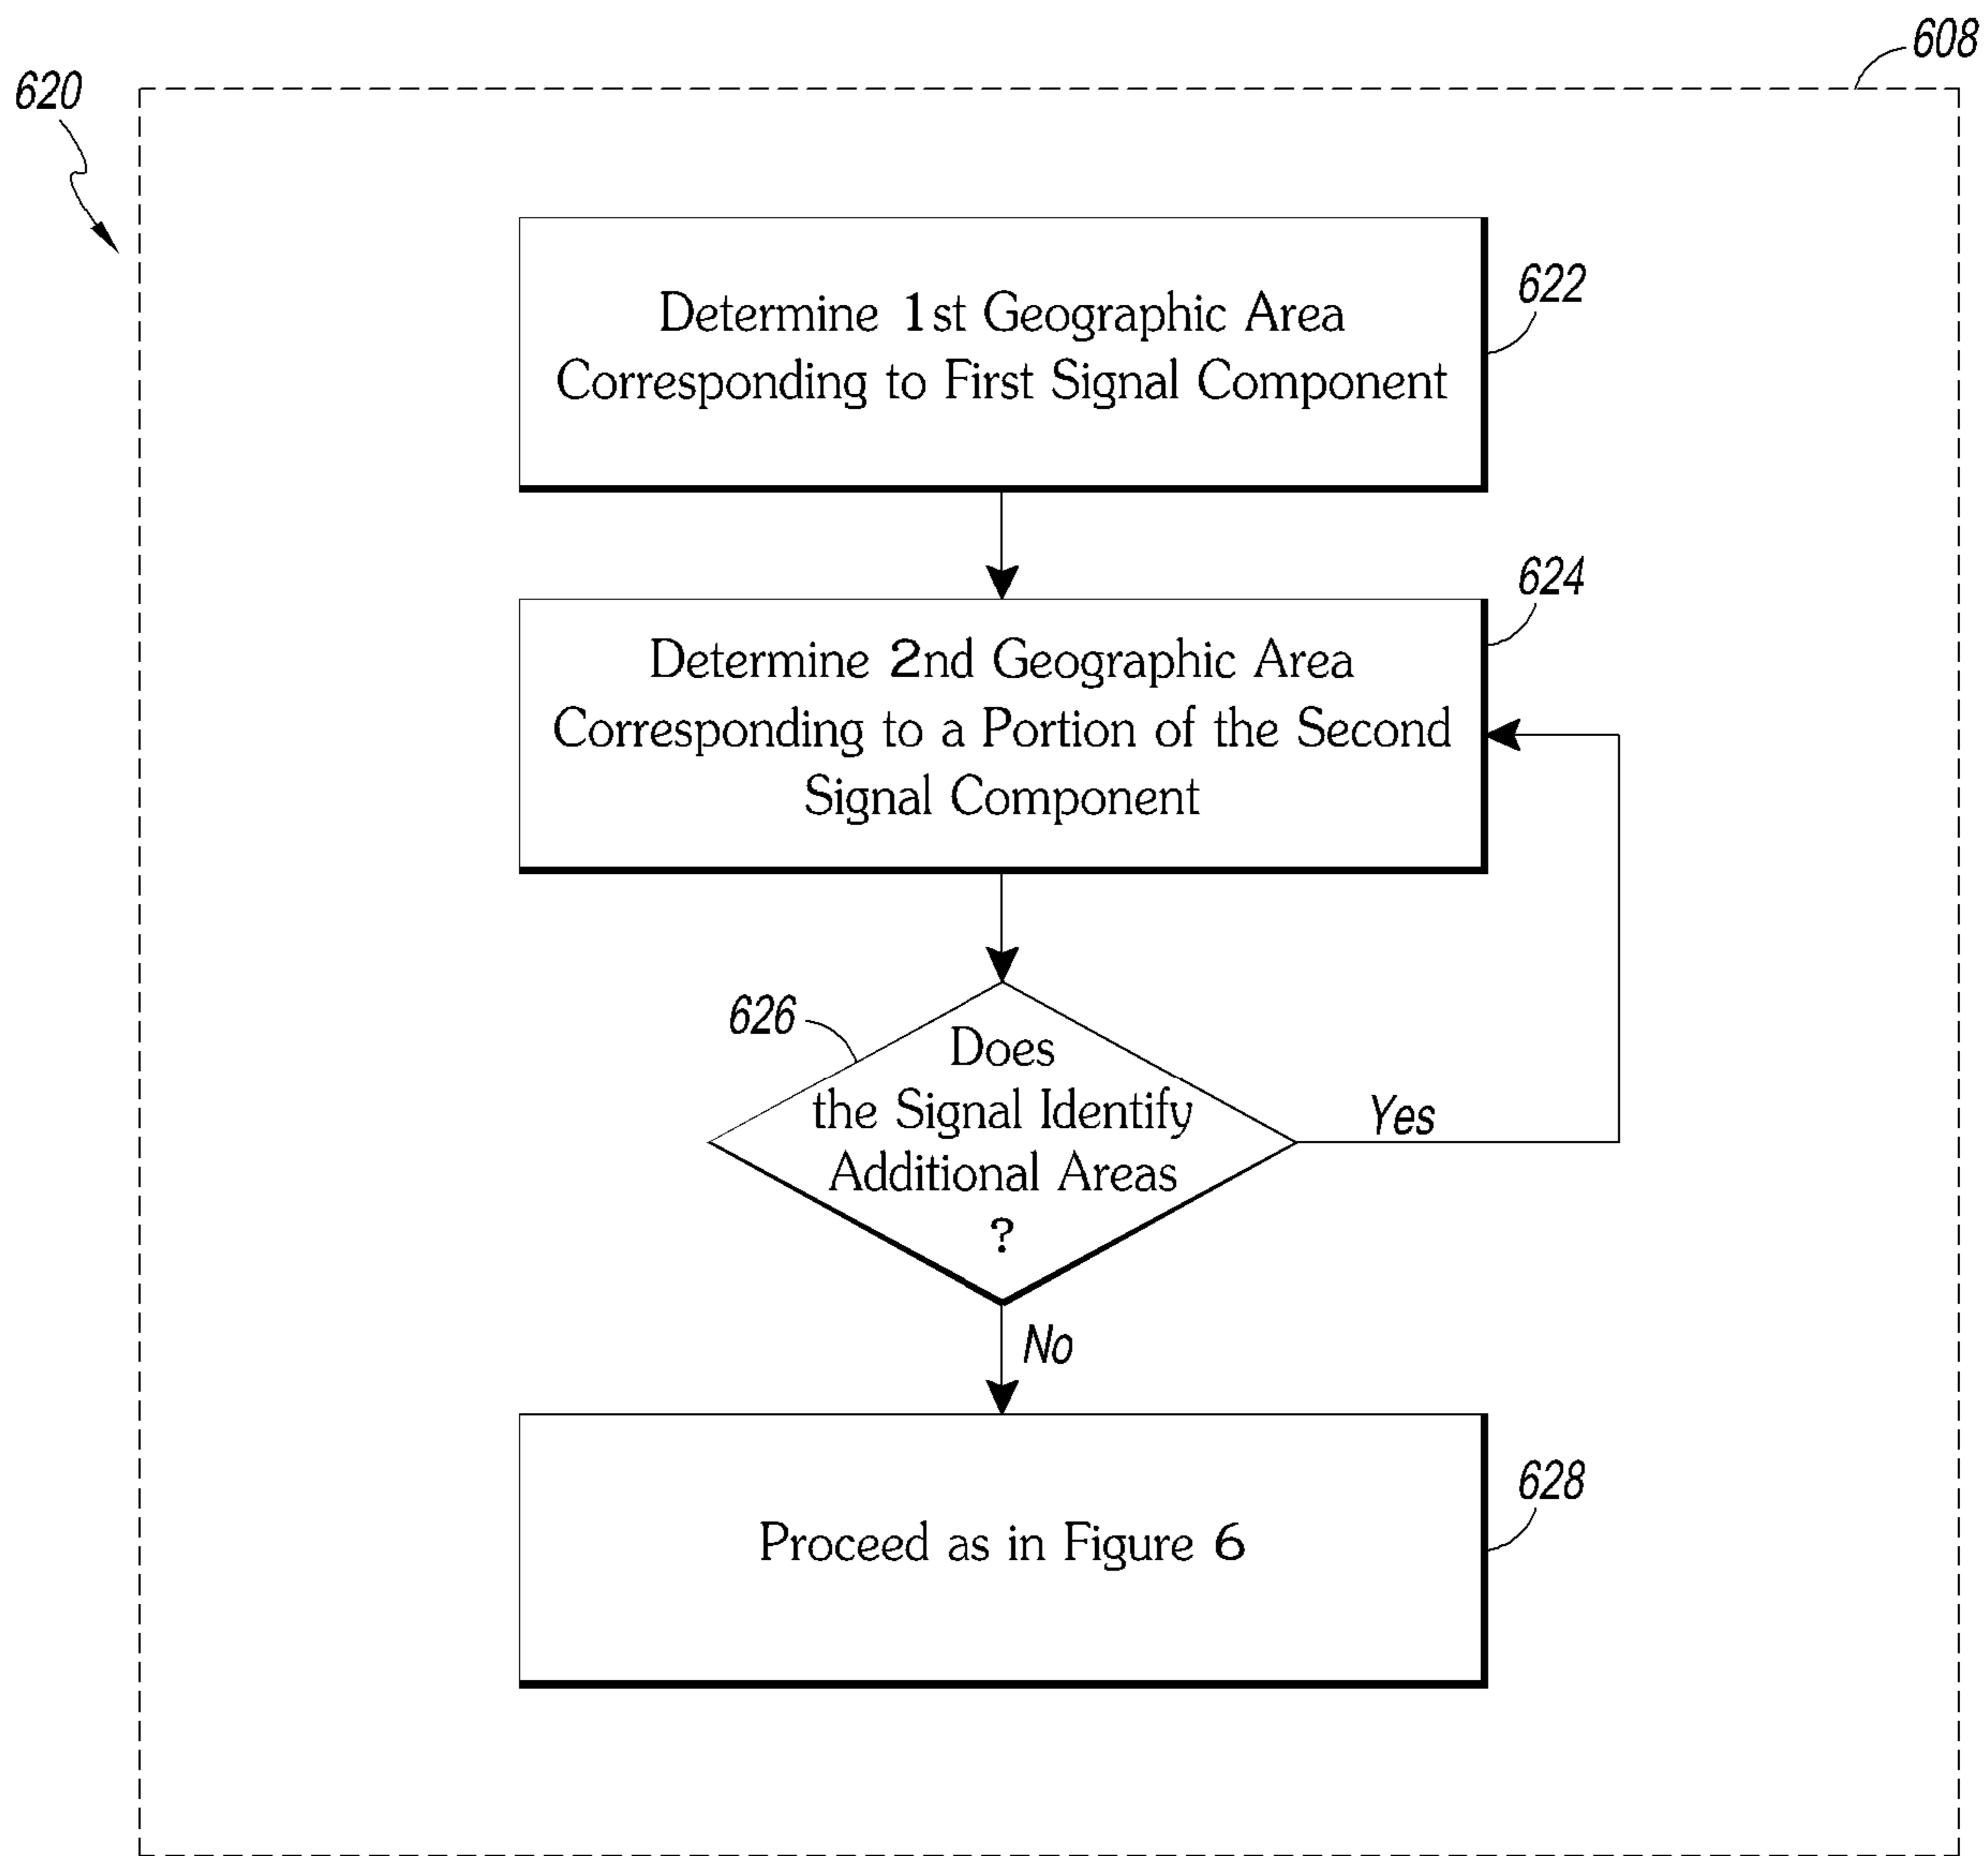 608
620
Determine 1st Geographic Area
Corresponding to First Signal Component
622
Determine 2nd Geographic Area
Corresponding to a Portion of the Second
Signal Component
624
626
Does
the Signal Identify
Additional Areas
?
Yes
No
Proceed as in Figure 6
628